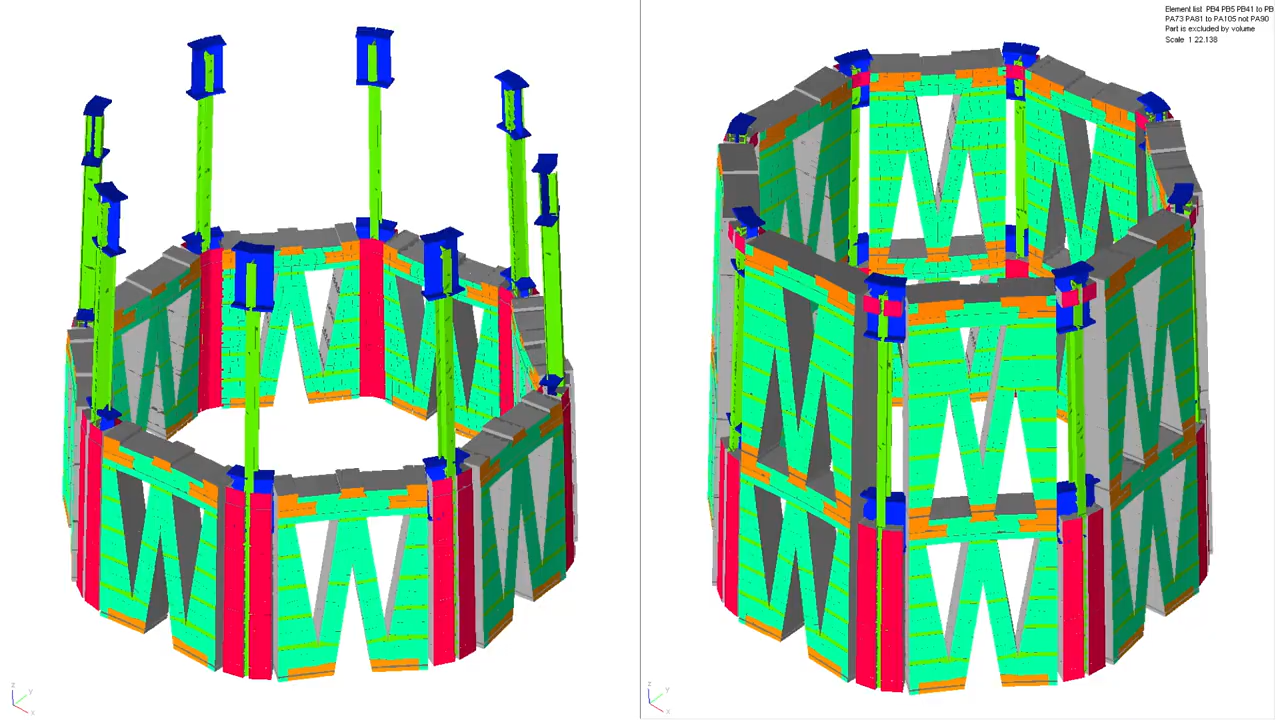 Element list PB4 PB5 PB41 to PB
PA73 PA81 to PA105 not PA90
Part is excluded by volume
Scale 1 22.138
z
y
x
z
y
x